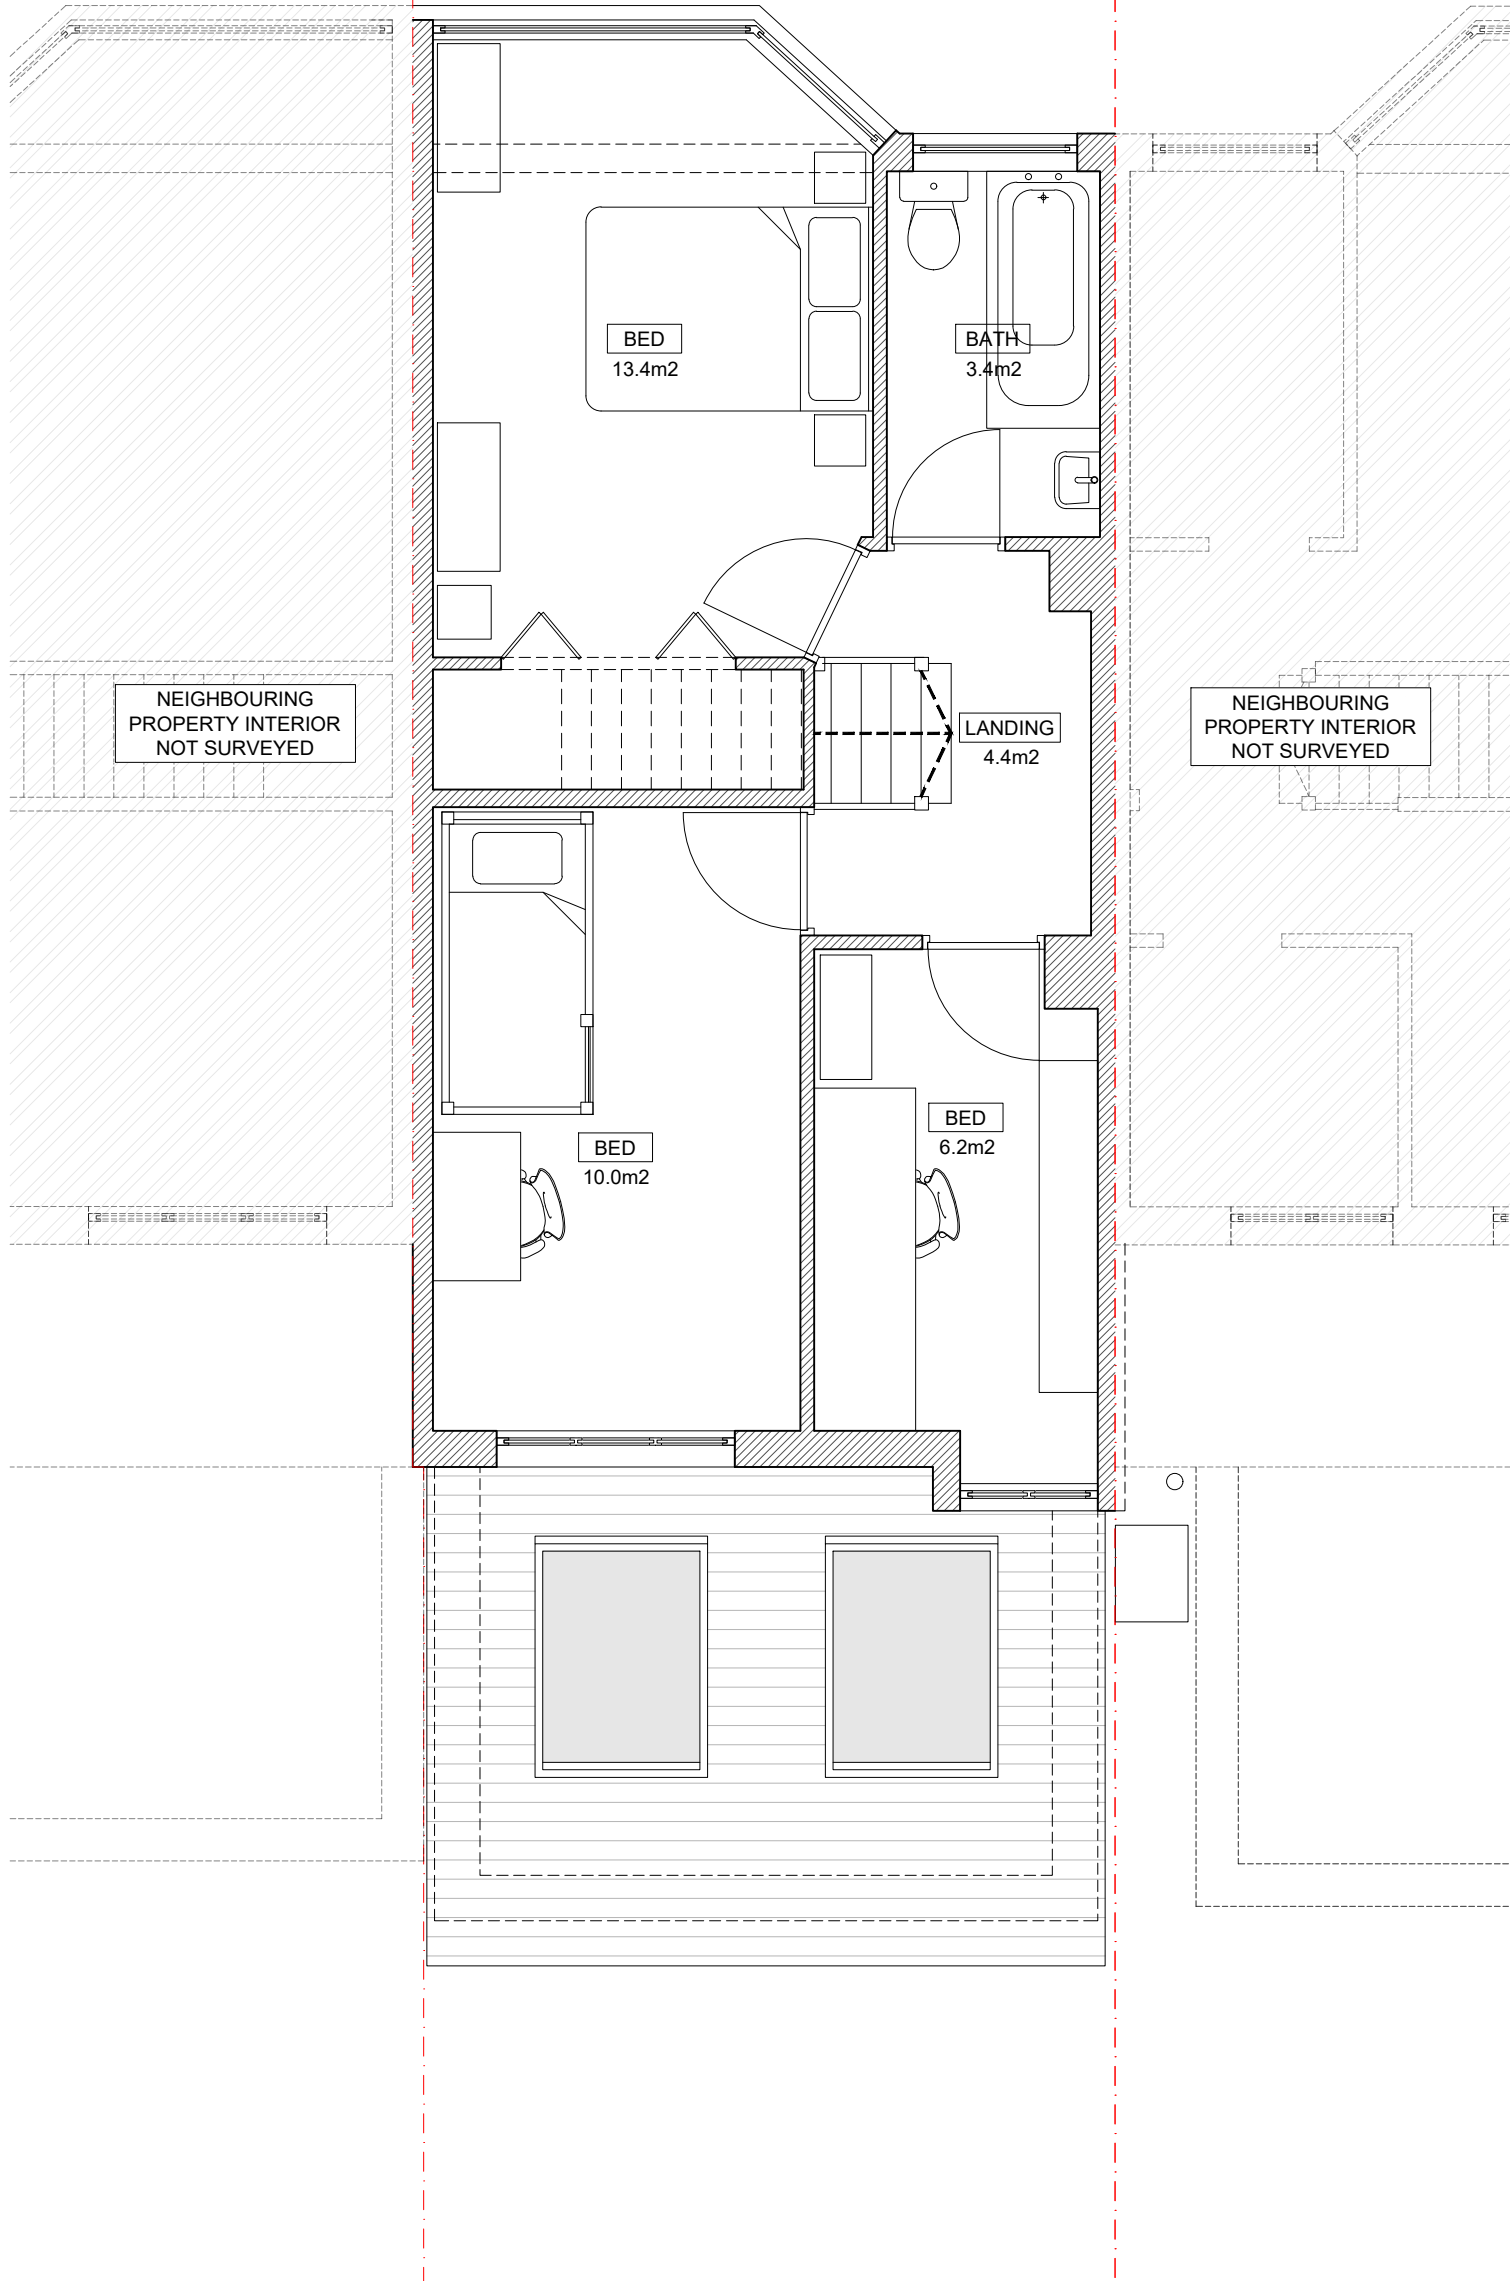 BED
13.4m2
BATH
3.4m2
NEIGHBOURING
PROPERTY INTERIOR
NOT SURVEYED
LANDING
4.4m2
NEIGHBOURING
PROPERTY INTERIOR
NOT SURVEYED
BED
10.0m2
BED
6.2m2